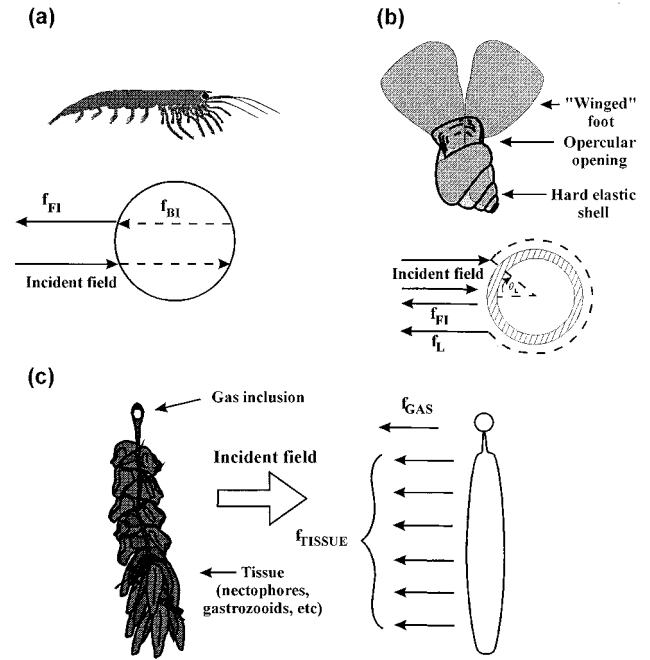 (a)
f_FI
f_BI
Incident field
(b)
"Winged"
foot
Opercular
opening
Hard elastic
shell
Incident field
θ_L
f_FI
f_L
(c)
Gas inclusion
Incident field
Tissue
(nectophores,
gastrozooids, etc)
f_GAS
f_TISSUE